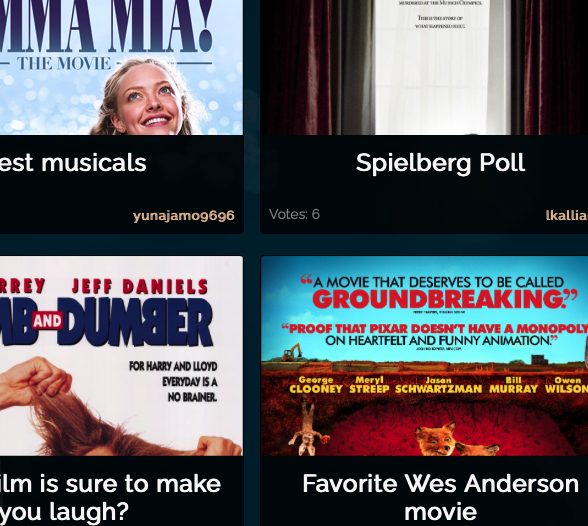 MMA MIA!
THE MOVIE
est musicals
yunajam09696
MURDERED AT THE MUNICH OLYMPICS.
THIS IS THE STORY OF
WHAT HAPPENED NEXT.
Spielberg Poll
Votes: 6
lkallia
RREY JEFF DANIELS
MB AND DUMBER
FOR HARRY AND LLOYD
EVERYDAY IS A
NO BRAINER.
ilm is sure to make
you laugh?
“A MOVIE THAT DESERVES TO BE CALLED
GROUNDBREAKING.”
“PROOF THAT PIXAR DOESN'T HAVE A MONOPOLY
ON HEARTFELT AND FUNNY ANIMATION.”
George Meryl Jason Bill Owen
CLOONEY STREEP SCHWARTZMAN MURRAY WILSON
Favorite Wes Anderson
movie